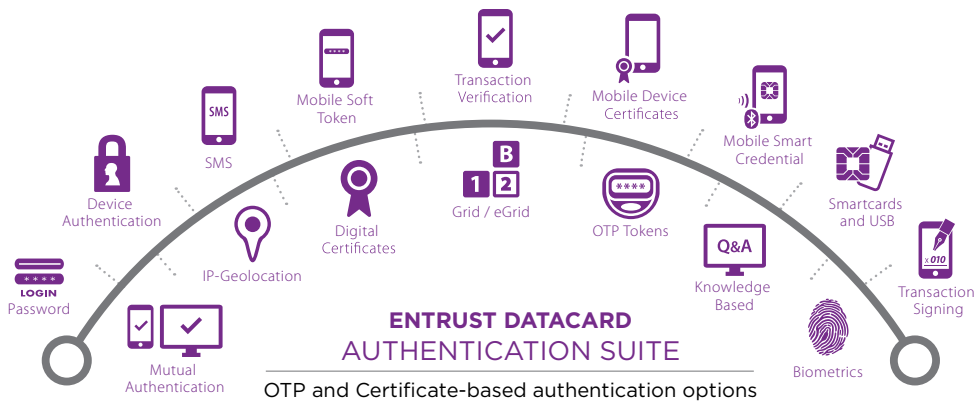 Transaction
Verification
Mobile Soft
Token
Mobile Device
Certificates
SMS
SMS
Mobile Smart
Credential
Device
Authentication
B
1 2
Grid / eGrid
****
OTP Tokens
Smartcards
and USB
Digital
Certificates
IP-Geolocation
Q&A
Knowledge
Based
****
LOGIN
Password
x 010
Transaction
Signing
Mutual
Authentication
Biometrics
ENTRUST DATACARD
AUTHENTICATION SUITE
OTP and Certificate-based authentication options